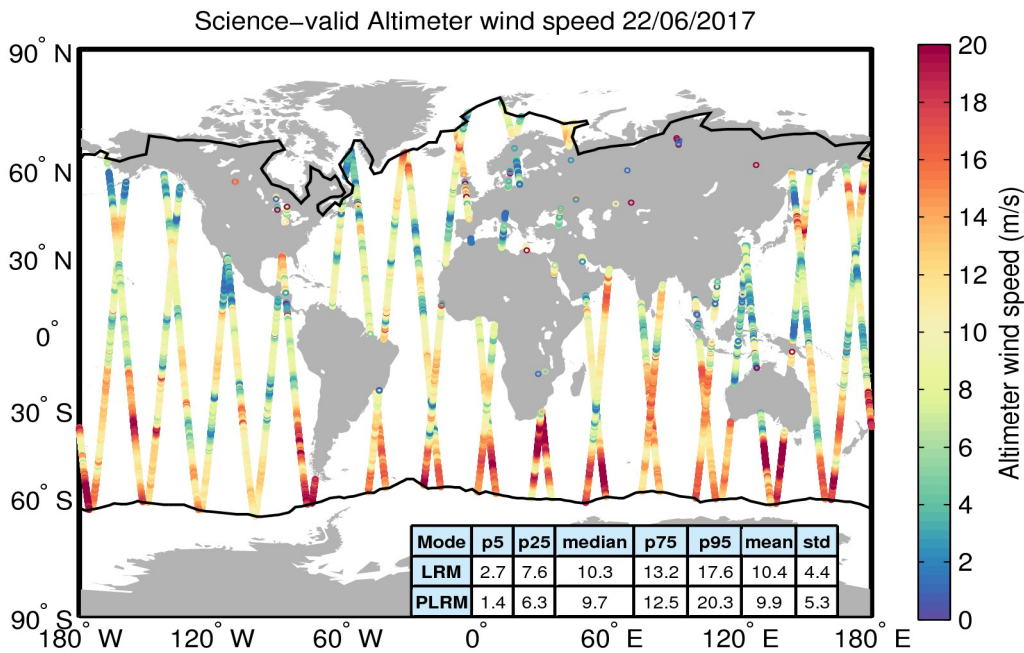 Science−valid Altimeter wind speed 22/06/2017
90° N
60° N
30° N
0°
30° S
60° S
90° S
180° W
120° W
60° W
0°
60° E
120° E
180° E
Mode p5 p25 median p75 p95 mean std
LRM 2.7 7.6 10.3 13.2 17.6 10.4 4.4
PLRM 1.4 6.3 9.7 12.5 20.3 9.9 5.3
20
18
16
14
12
10
8
6
4
2
0
Altimeter wind speed (m/s)